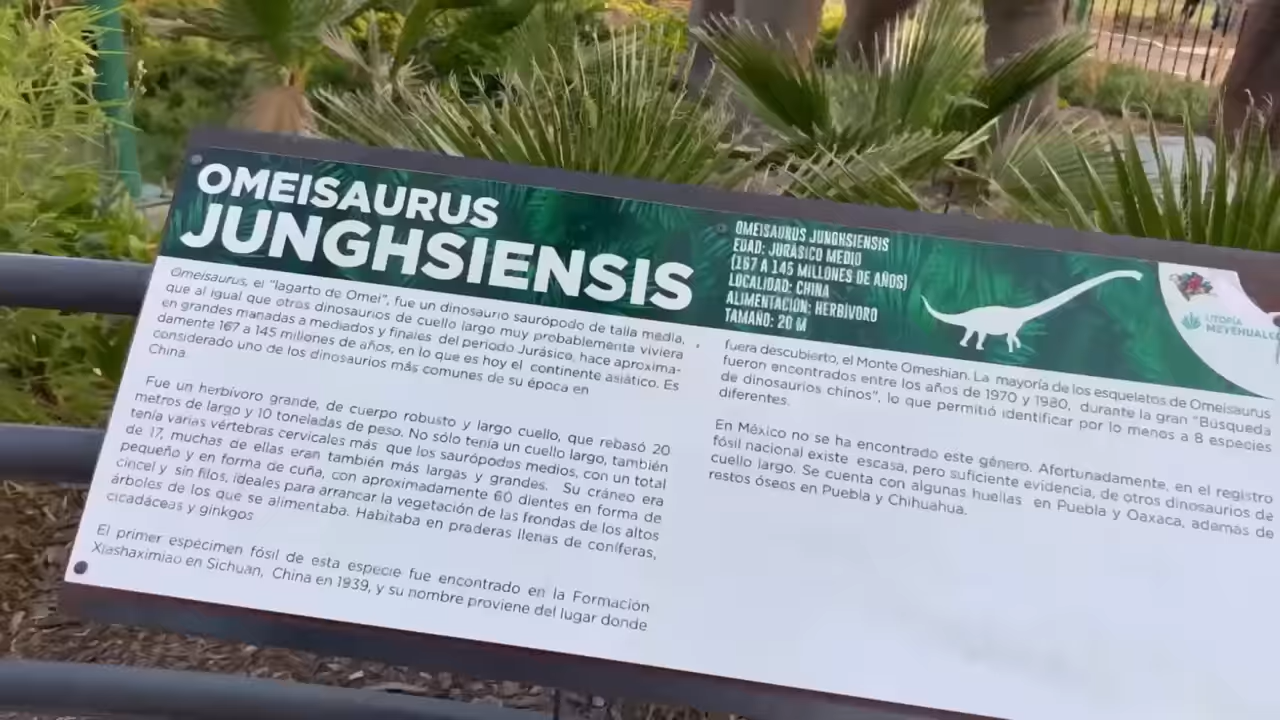 OMEISAURUS
JUNGHSIENSIS
OMEISAURUS JUNGHSIENSIS
EDAD: JURÁSICO MEDIO
(167 A 145 MILLONES DE AÑOS)
LOCALIDAD: CHINA
ALIMENTACIÓN: HERBÍVORO
TAMAÑO: 20 M
UTOPÍA
MEYEHUALCO
Omeisaurus, el "lagarto de Omei", fue un dinosaurio saurópodo de talla media,
que al igual que otros dinosaurios de cuello largo muy probablemente viviera
en grandes manadas a mediados y finales del periodo Jurásico, hace aproxima-
damente 167 a 145 millones de años, en lo que es hoy el continente asiático. Es
considerado uno de los dinosaurios más comunes de su época en
China.
Fue un herbívoro grande, de cuerpo robusto y largo cuello, que rebasó 20
metros de largo y 10 toneladas de peso. No sólo tenía un cuello largo, también
tenía varias vértebras cervicales más que los saurópodos medios, con un total
de 17, muchas de ellas eran también más largas y grandes. Su cráneo era
pequeño y en forma de cuña, con aproximadamente 60 dientes en forma de
cincel y sin filos, ideales para arrancar la vegetación de las frondas de los altos
árboles de los que se alimentaba. Habitaba en praderas llenas de coníferas,
cicadáceas y ginkgos
El primer espécimen fósil de esta especie fue encontrado en la Formación
Xiashaximiao en Sichuan, China en 1939, y su nombre proviene del lugar donde
fuera descubierto, el Monte Omeshian. La mayoría de los esqueletos de Omeisaurus
fueron encontrados entre los años de 1970 y 1980, durante la gran "Búsqueda
de dinosaurios chinos", lo que permitió identificar por lo menos a 8 especies
diferentes.
En México no se ha encontrado este género. Afortunadamente, en el registro
fósil nacional existe escasa, pero suficiente evidencia, de otros dinosaurios de
cuello largo. Se cuenta con algunas huellas en Puebla y Oaxaca, además de
restos óseos en Puebla y Chihuahua.